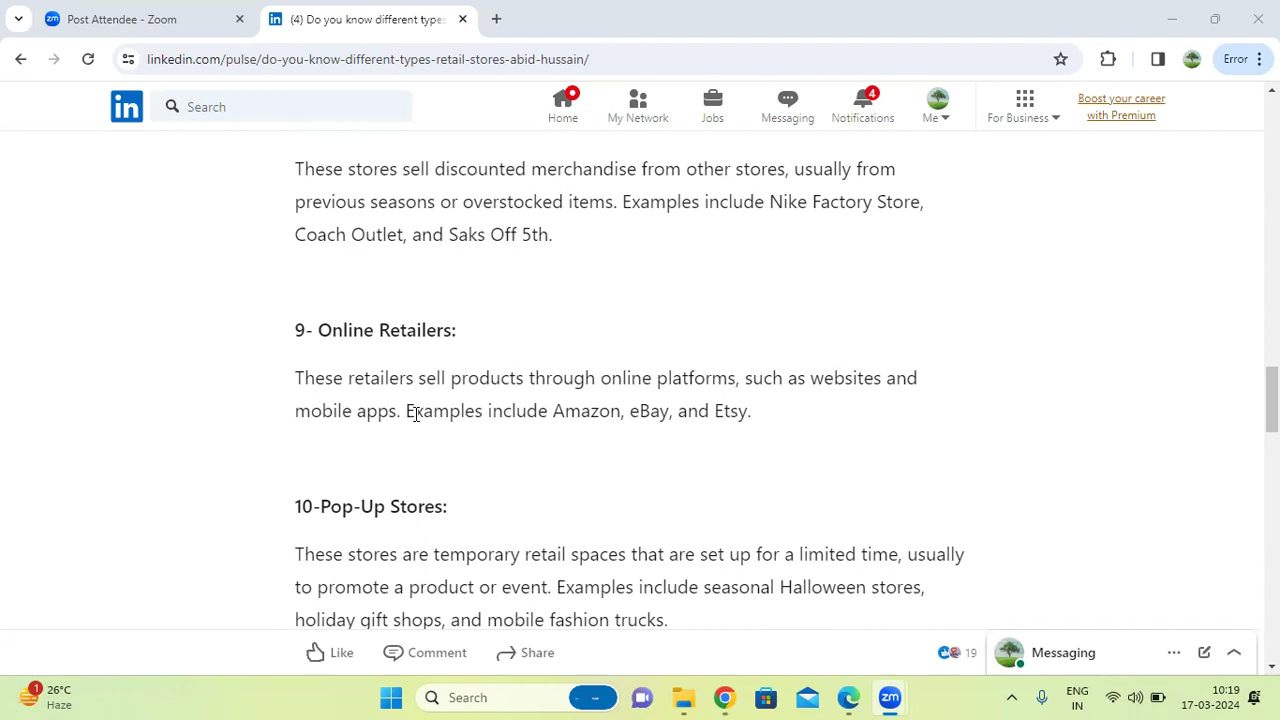 zm Post Attendee - Zoom
in (4) Do you know different types
linkedin.com/pulse/do-you-know-different-types-retail-stores-abid-hussain/
Error
in Search
Home
My Network
Jobs
Messaging
4
Notifications
Me
For Business
Boost your career
with Premium
These stores sell discounted merchandise from other stores, usually from
previous seasons or overstocked items. Examples include Nike Factory Store,
Coach Outlet, and Saks Off 5th.
9- Online Retailers:
These retailers sell products through online platforms, such as websites and
mobile apps. Examples include Amazon, eBay, and Etsy.
10-Pop-Up Stores:
These stores are temporary retail spaces that are set up for a limited time, usually
to promote a product or event. Examples include seasonal Halloween stores,
holiday gift shops, and mobile fashion trucks.
Like
Comment
Share
19
Messaging
1
26°C
Haze
Search
zm
ENG
IN
10:19
17-03-2024